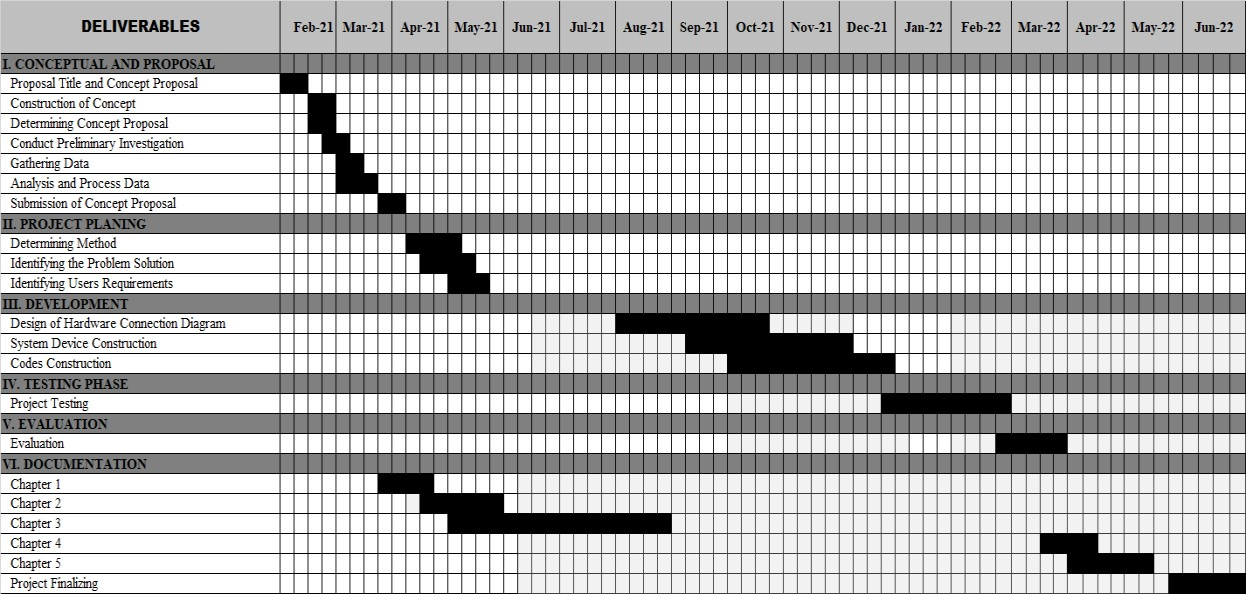 DELIVERABLES Feb-21 Mar-21 Apr-21 May-21 Jun-21 Jul-21 Aug-21 Sep-21 Oct-21 Nov-21 Dec-21 Jan-22 Feb-22 Mar-22 Apr-22 May-22 Jun-22
I. CONCEPTUAL AND PROPOSAL
Proposal Title and Concept Proposal
Construction of Concept
Determining Concept Proposal
Conduct Preliminary Investigation
Gathering Data
Analysis and Process Data
Submission of Concept Proposal
II. PROJECT PLANING
Determining Method
Identifying the Problem Solution
Identifying Users Requirements
III. DEVELOPMENT
Design of Hardware Connection Diagram
System Device Construction
Codes Construction
IV. TESTING PHASE
Project Testing
V. EVALUATION
Evaluation
VI. DOCUMENTATION
Chapter 1
Chapter 2
Chapter 3
Chapter 4
Chapter 5
Project Finalizing